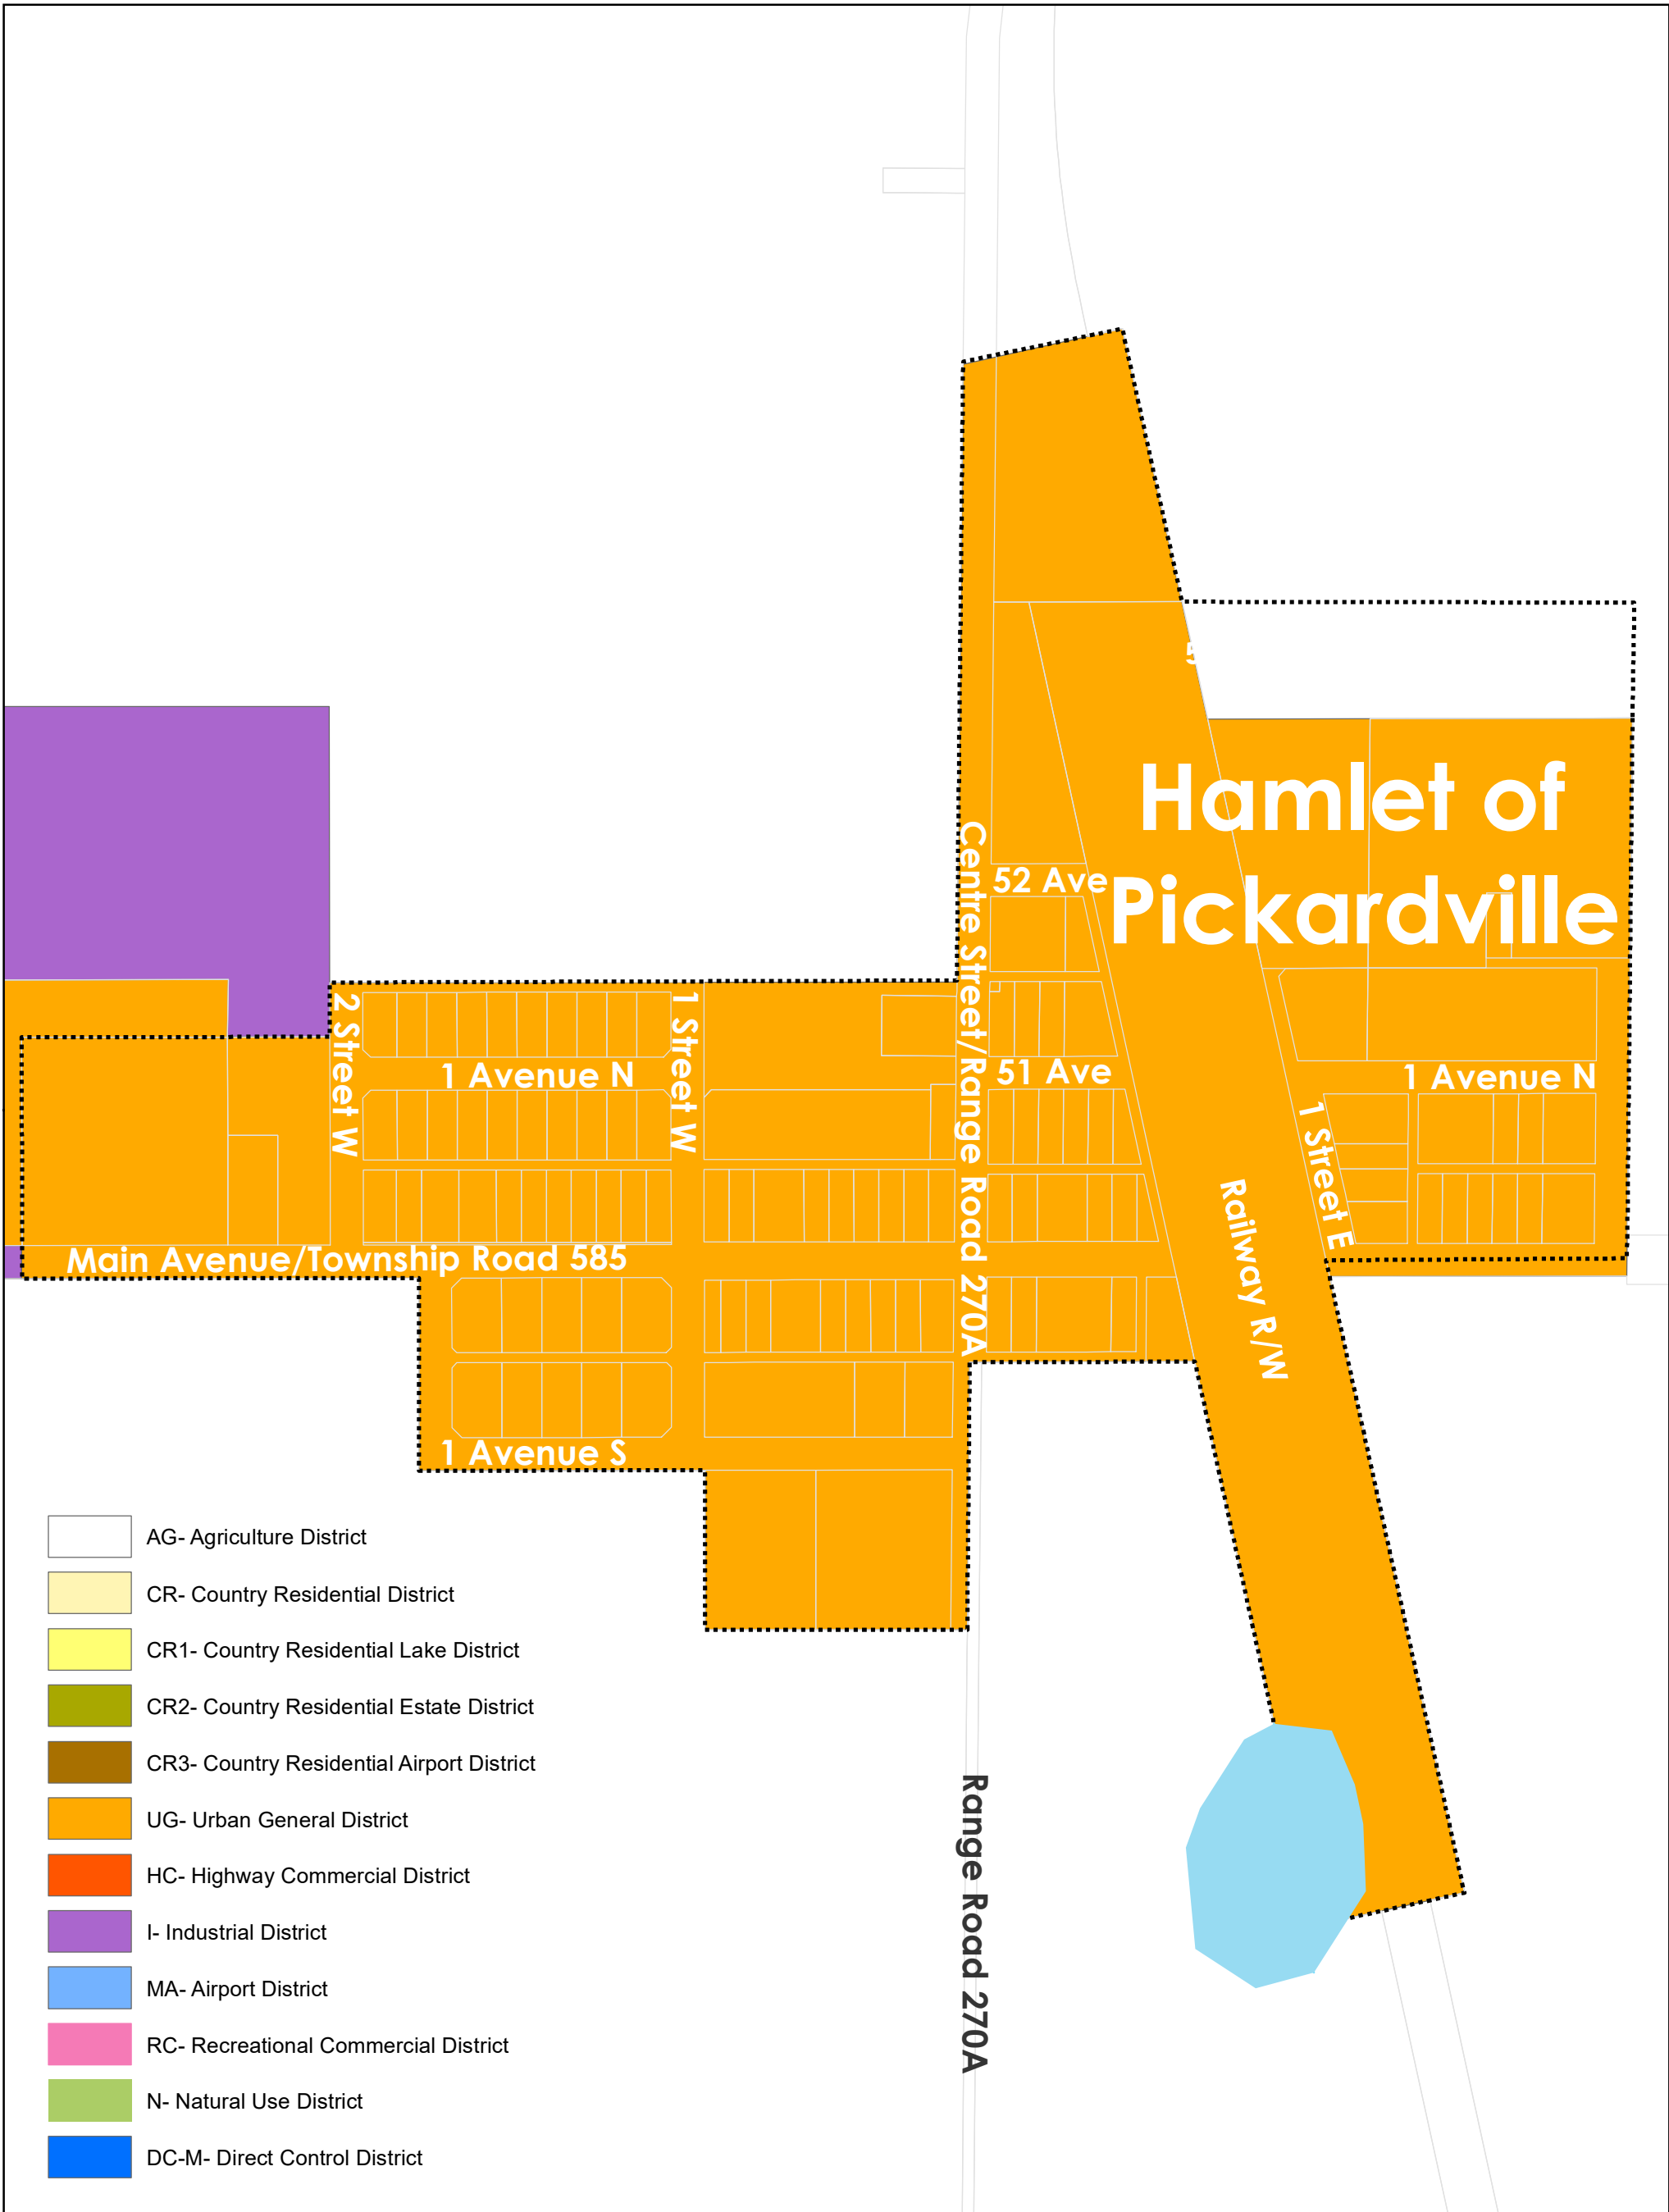 Hamlet of
Pickardville
52 Ave
Centre Street/Range Road 270A
2 Street W
1 Street W
1 Avenue N
51 Ave
1 Avenue N
1 Street E
Railway R/W
Main Avenue/Township Road 585
1 Avenue S
Range Road 270A
AG- Agriculture District
CR- Country Residential District
CR1- Country Residential Lake District
CR2- Country Residential Estate District
CR3- Country Residential Airport District
UG- Urban General District
HC- Highway Commercial District
I- Industrial District
MA- Airport District
RC- Recreational Commercial District
N- Natural Use District
DC-M- Direct Control District